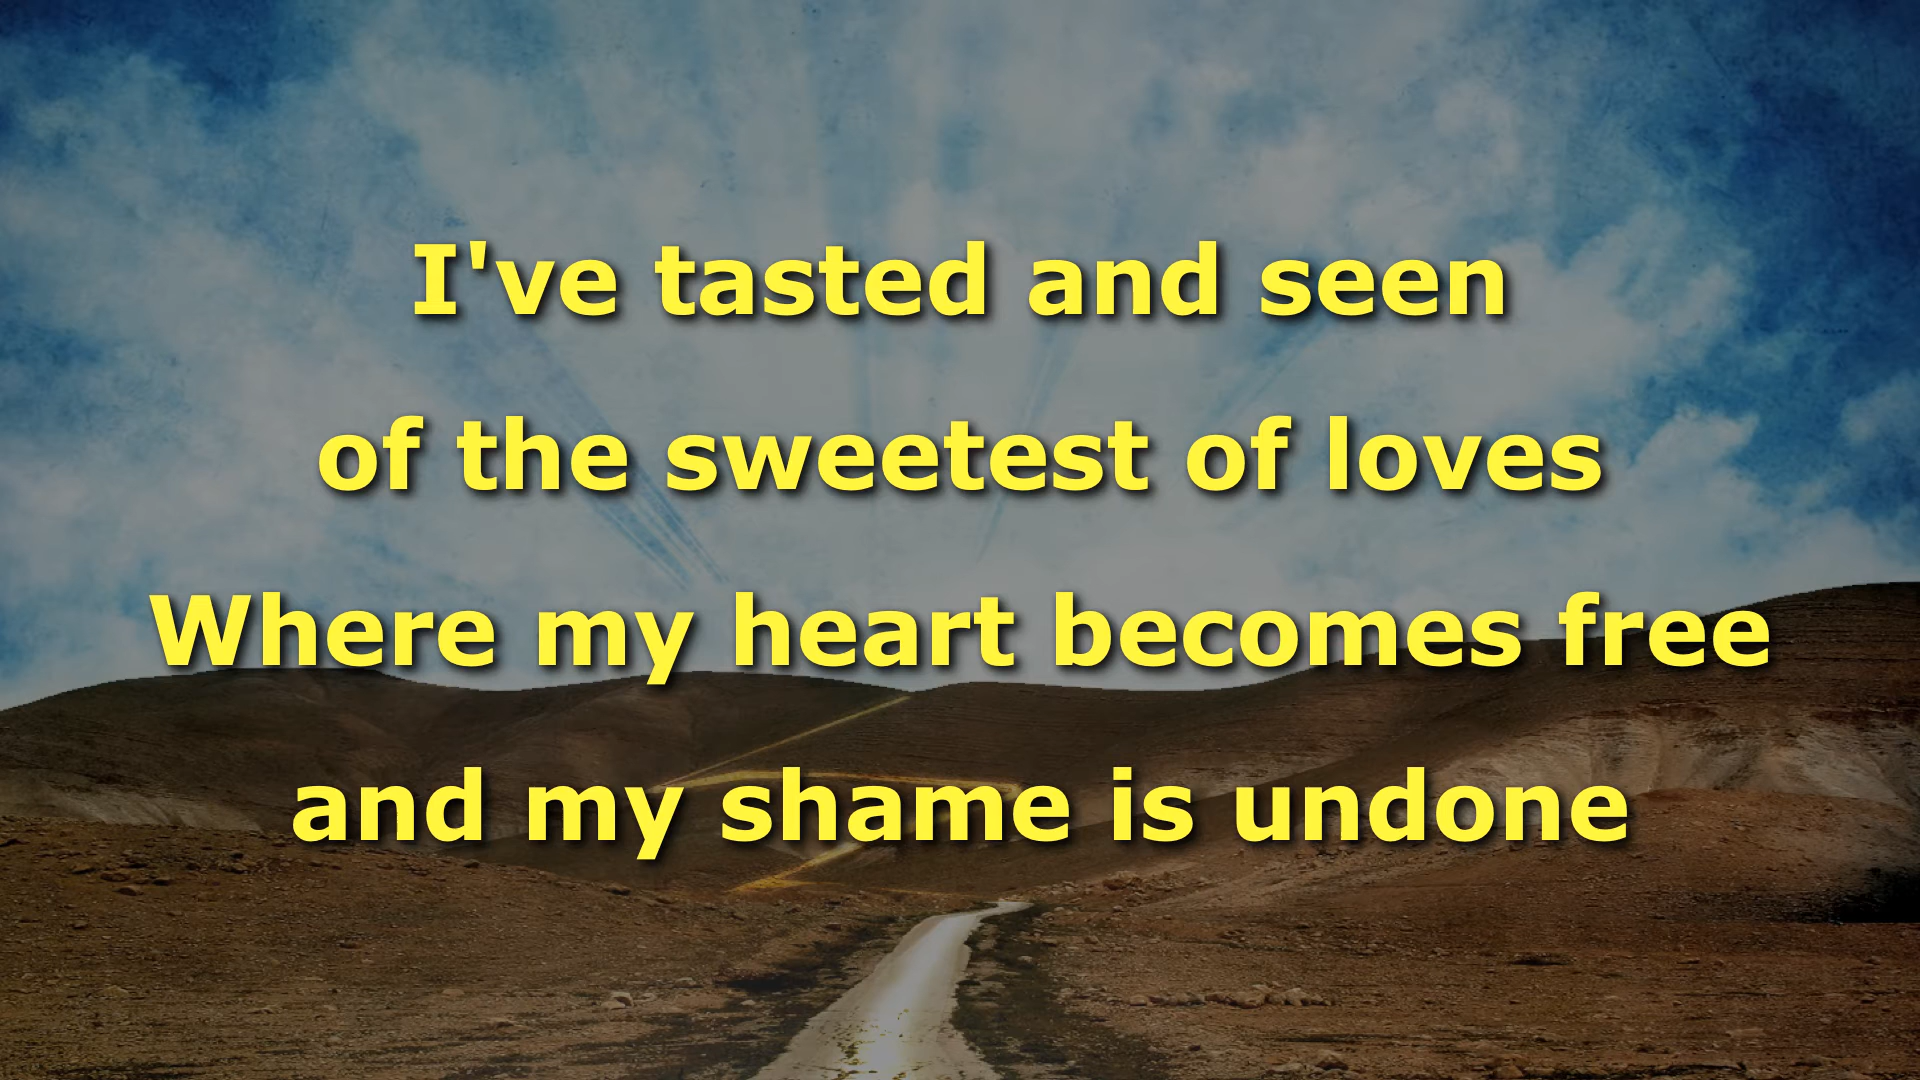 I've tasted and seen
of the sweetest of loves
Where my heart becomes free
and my shame is undone